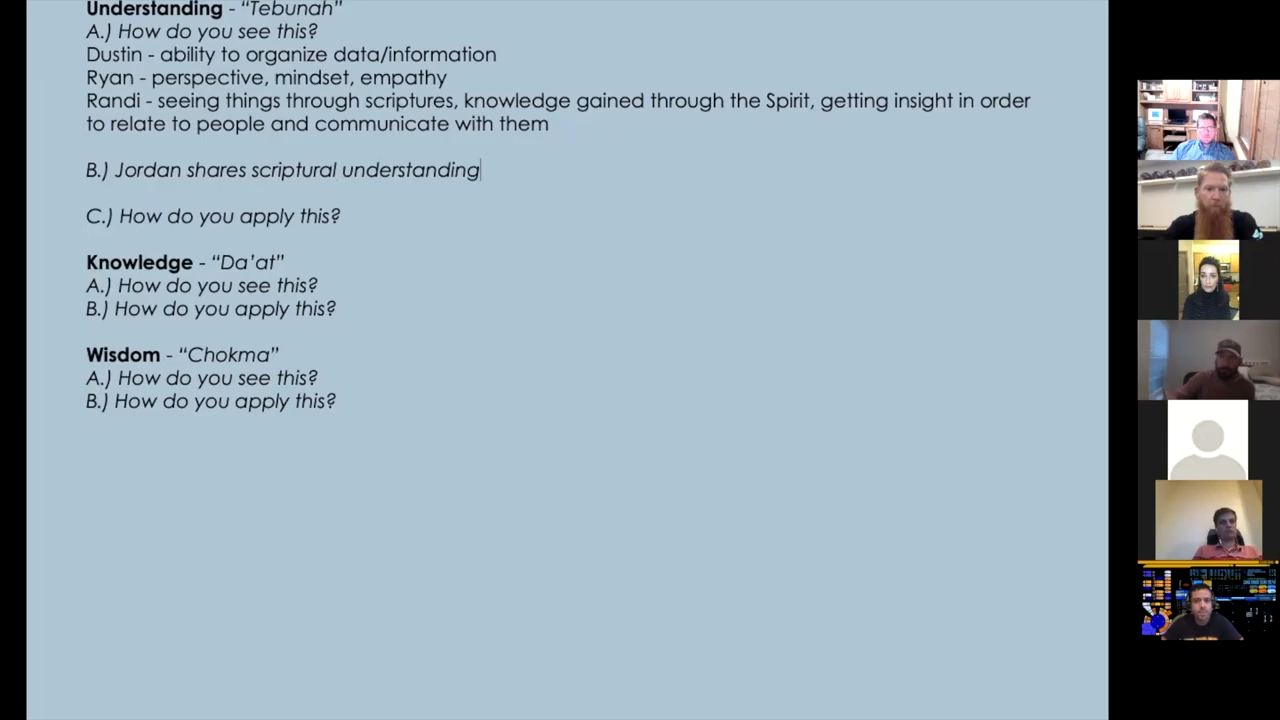 Understanding - “Tebunah”
A.) How do you see this?
Dustin - ability to organize data/information
Ryan - perspective, mindset, empathy
Randi - seeing things through scriptures, knowledge gained through the Spirit, getting insight in order
to relate to people and communicate with them
B.) Jordan shares scriptural understanding
C.) How do you apply this?
Knowledge - “Da’at”
A.) How do you see this?
B.) How do you apply this?
Wisdom - “Chokma”
A.) How do you see this?
B.) How do you apply this?